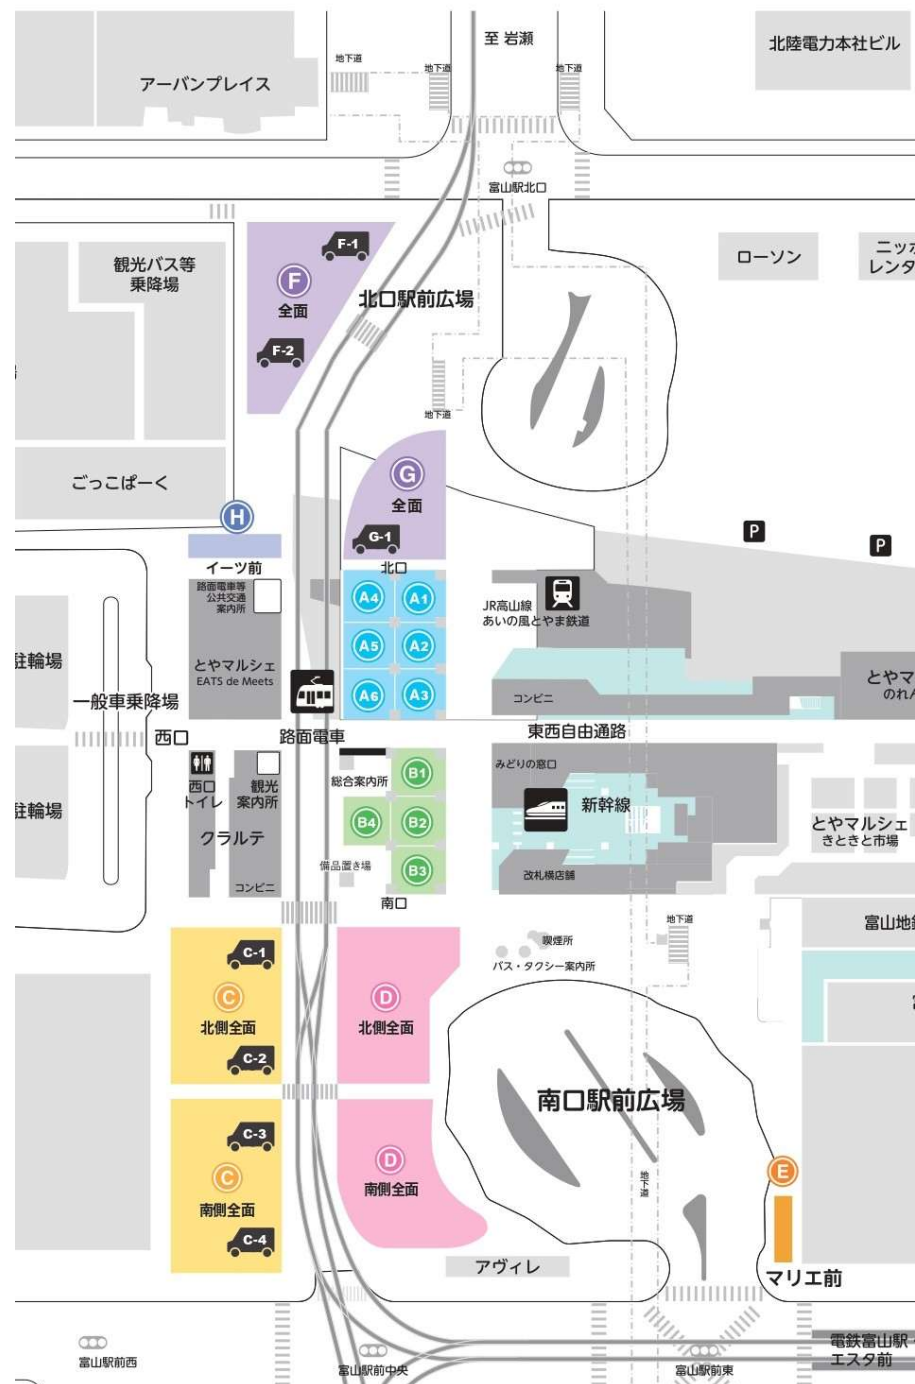 至 岩瀬
北陸電力本社ビル
地下道
アーバンプレイス
地下道
地下道
富山駅北口
F-1
観光バス等
乗降場
F
全面
北口駅前広場
ローソン
F-2
地下道
ごっこぱーく
G
全面
H
G-1
P
P
イーツ前
北口
路面電車等
公共交通
案内所
A4
A1
JR高山線
あいの風とやま鉄道
A5
A2
とやマルシェ
EATS de Meets
駐輪場
A6
A3
コンビニ
一般車乗降場
西口
路面電車
東西自由通路
みどりの窓口
西口
トイレ
観光
案内所
総合案内所
B1
新幹線
駐輪場
クラルテ
B4
B2
とやマルシェ
きときと市場
備品置き場
B3
改札横店舗
コンビニ
南口
地下道
喫煙所
バス・タクシー案内所
C-1
C
北側全面
C-2
D
北側全面
南口駅前広場
C-3
C
南側全面
C-4
D
南側全面
地下道
E
マリエ前
アヴィレ
富山駅前西
富山駅前中央
富山駅前東
電鉄富山駅
エスタ前